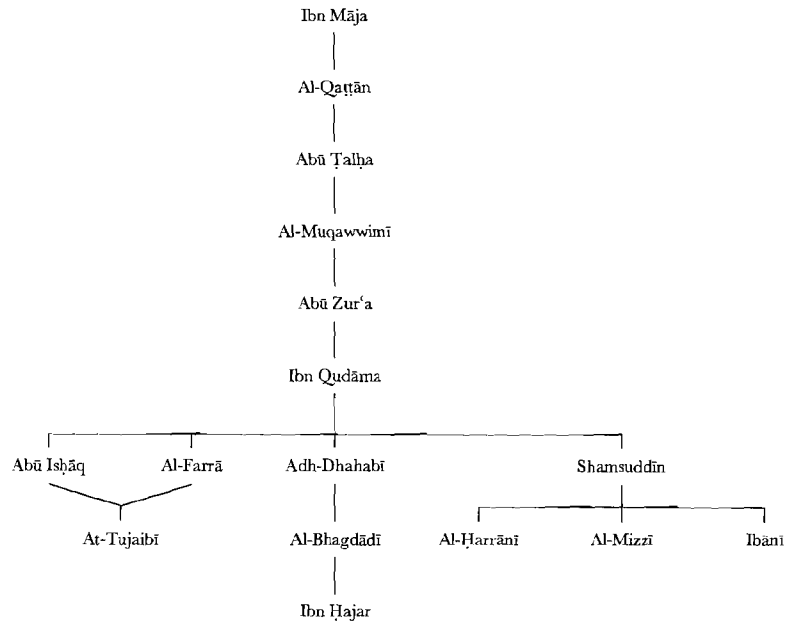 Ibn Māja
Al-Qaṭṭān
Abū Ṭalḥa
Al-Muqawwimī
Abū Zur‘a
Ibn Qudāma
Abū Isḥāq Al-Farrā Adh-Dhahabī Shamsuddīn
At-Tujaibī Al-Bhagdādī Al-Ḥarrānī Al-Mizzī Ibānī
Ibn Ḥajar